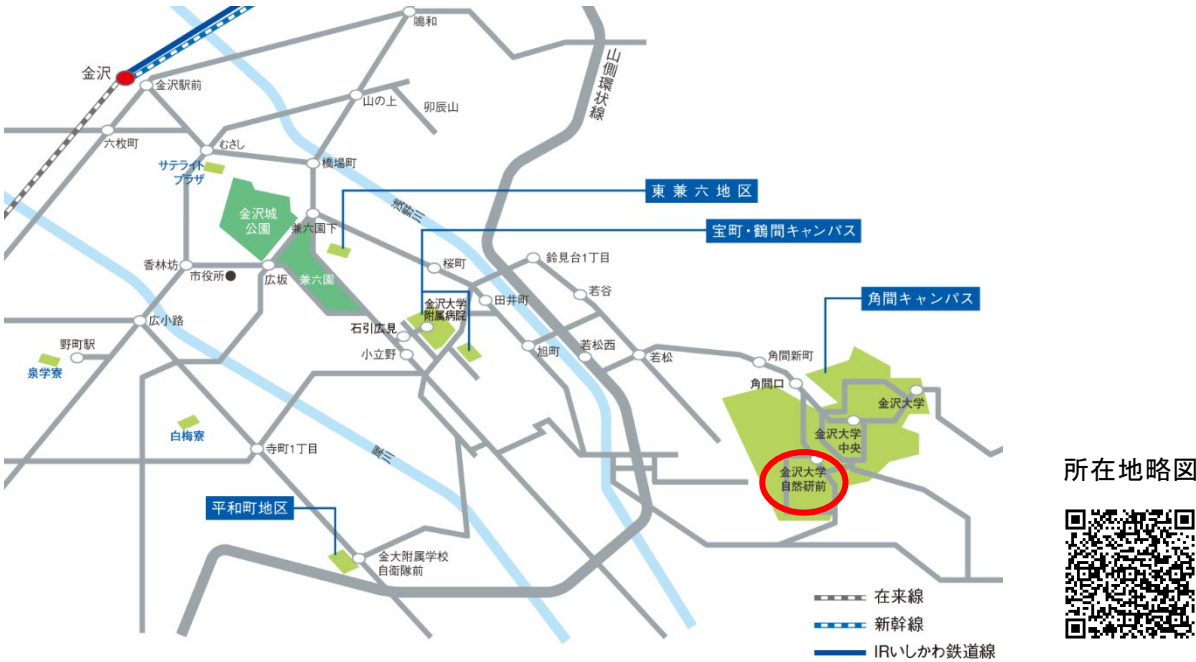 鳴和
山側環状線
金沢
金沢駅前
山の上
卯辰山
六枚町
むさし
橋場町
サテライト
プラザ
東兼六地区
金沢城
公園
浅野川
兼六園下
宝町・鶴間キャンパス
香林坊
市役所
広坂
兼六園
桜町
鈴見台1丁目
若谷
角間キャンパス
金沢大学
附属病院
田井町
広小路
石引広見
野町駅
小立野
旭町
若松西
若松
角間新町
泉学寮
角間口
金沢大学
白梅寮
金沢大学
中央
寺町1丁目
犀川
金沢大学
自然研前
所在地略図
平和町地区
金大附属学校
自衛隊前
在来線
新幹線
IRいしかわ鉄道線